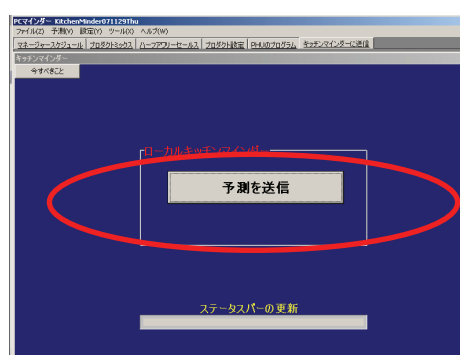 PCマインダー KitchenMinder071129Thu
ファイル(Z) 予測(Y) 設定(Y) ツール(X) ヘルプ(W)
マネージャースケジュール プロダクトミックス ハーフアワリーセールス プロダクト設定 PHUのプログラム キッチンマインダーに送信
キッチンマインダー
今すべきこと
ローカルキッチンマインダー
予測を送信
ステータスバーの更新